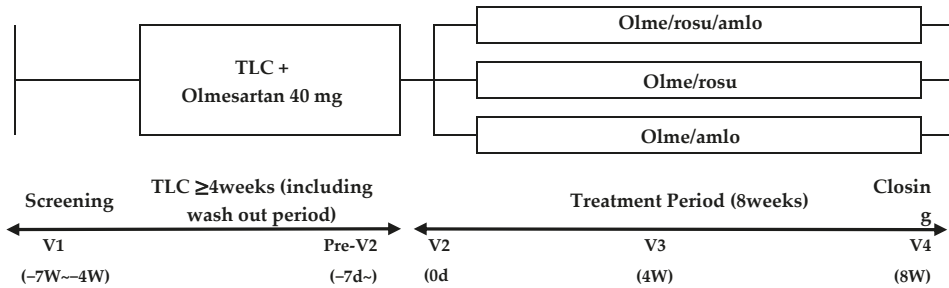 Olme/rosu/amlo
TLC +
Olmesartan 40 mg
Olme/rosu
Olme/amlo
Screening
TLC ≥4weeks (including
wash out period)
Treatment Period (8weeks)
Closin
g
V1
Pre-V2
V2
V3
V4
(−7W~−4W)
(−7d~)
(0d
(4W)
(8W)